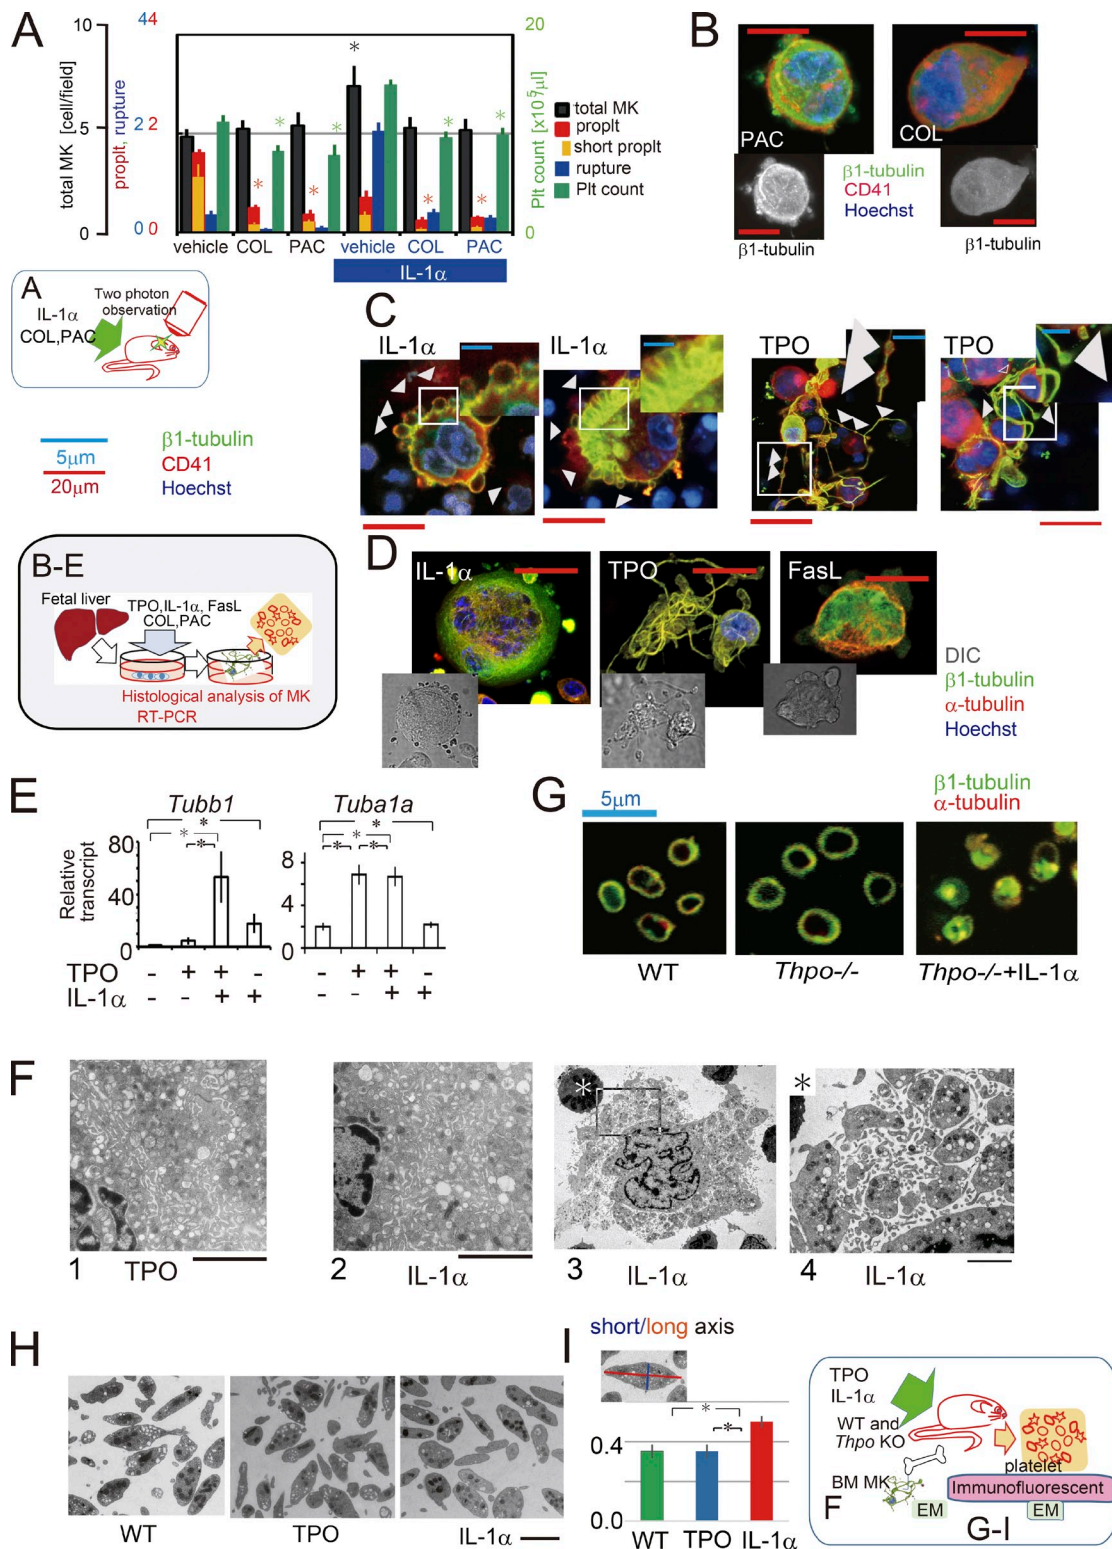 A
10
44
20
total MK [cell/field]
proplt, rupture
5
2 2
10
Plt count [x10⁵/μl]
0
0 0
0
*
*
*
*
*
*
*
*
*
total MK
proplt
short proplt
rupture
Plt count
vehicle
COL
PAC
vehicle
COL
PAC
IL-1α
B
PAC
COL
β1-tubulin
CD41
Hoechst
β1-tubulin
β1-tubulin
A
Two photon
observation
IL-1α
COL,PAC
5μm
20μm
β1-tubulin
CD41
Hoechst
C
IL-1α
IL-1α
TPO
TPO
B-E
Fetal liver
TPO,IL-1α, FasL
COL,PAC
Histological analysis of MK
RT-PCR
D
IL-1α
TPO
FasL
DIC
β1-tubulin
α-tubulin
Hoechst
E
Tubb1
Tuba1a
*
*
*
*
*
*
*
Relative
transcript
80
40
0
8
4
0
TPO - + + - - + + -
IL-1α - - + + - - + +
G
5μm
β1-tubulin
α-tubulin
WT
Thpo-/-
Thpo-/-+IL-1α
F
1 TPO
2 IL-1α
*
3 IL-1α
*
4 IL-1α
H
WT
TPO
IL-1α
I
short/long axis
*
*
0.4
0.0
WT
TPO
IL-1α
TPO
IL-1α
WT and
Thpo KO
BM MK
platelet
Immunofluorescent
EM
EM
F
G-I